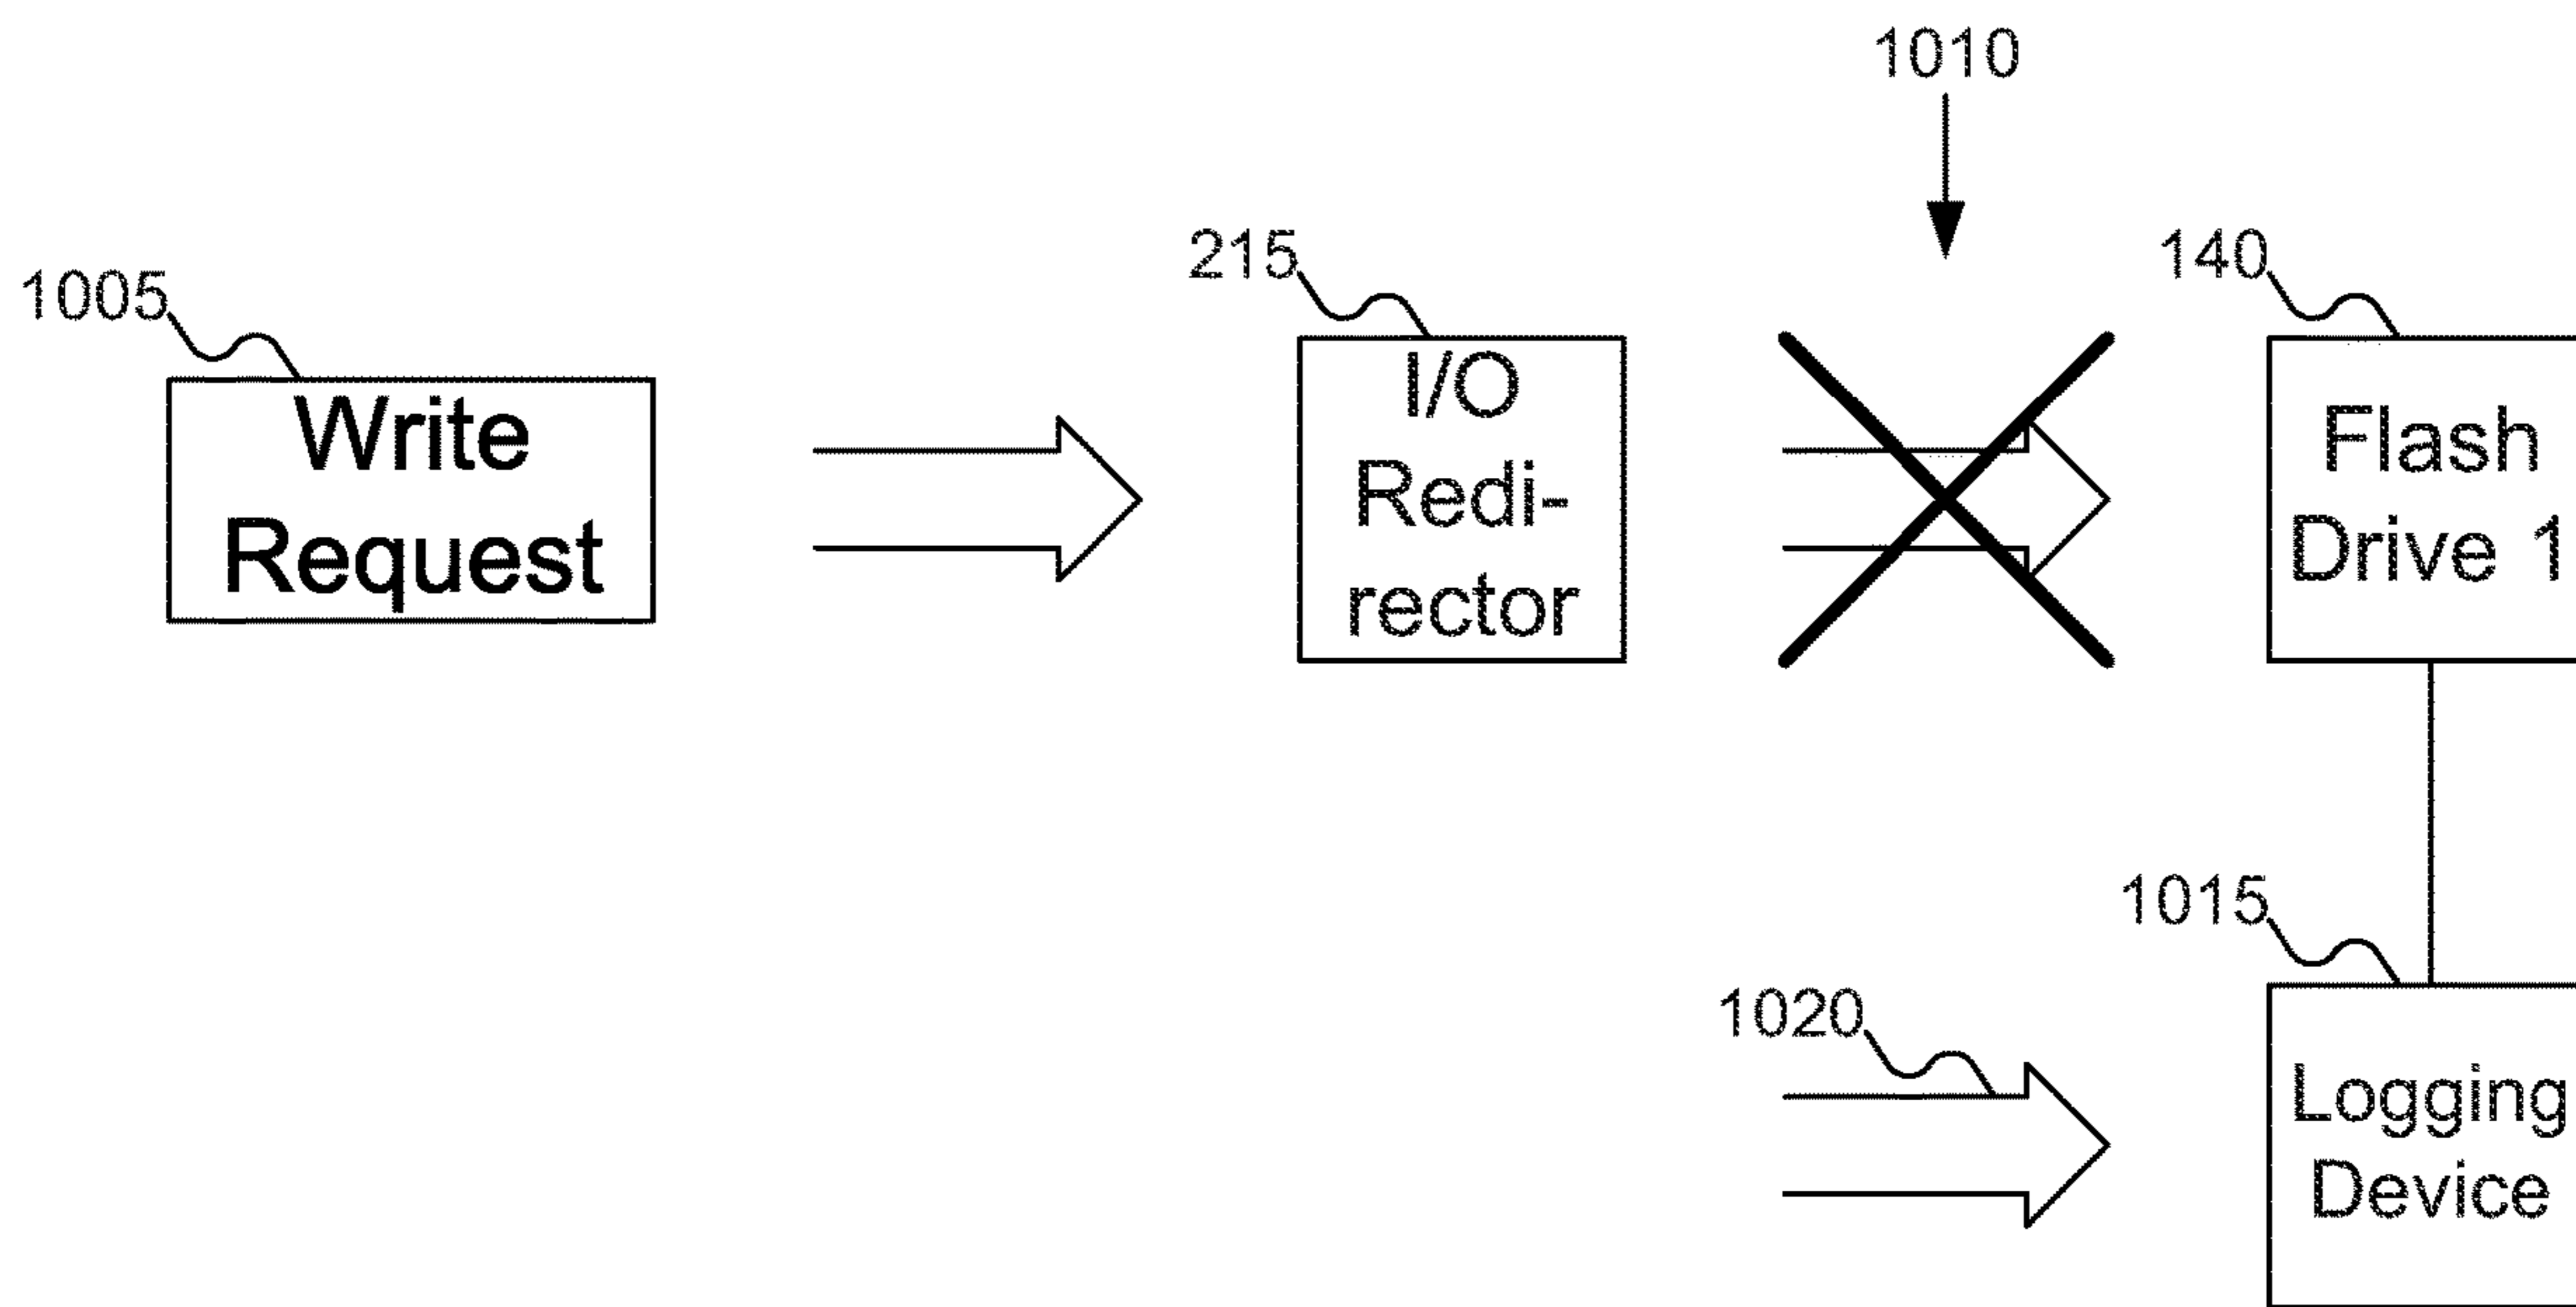 1010
215
140
1005
I/O
Redi-
rector
Write
Request
Flash
Drive 1
1015
1020
Logging
Device